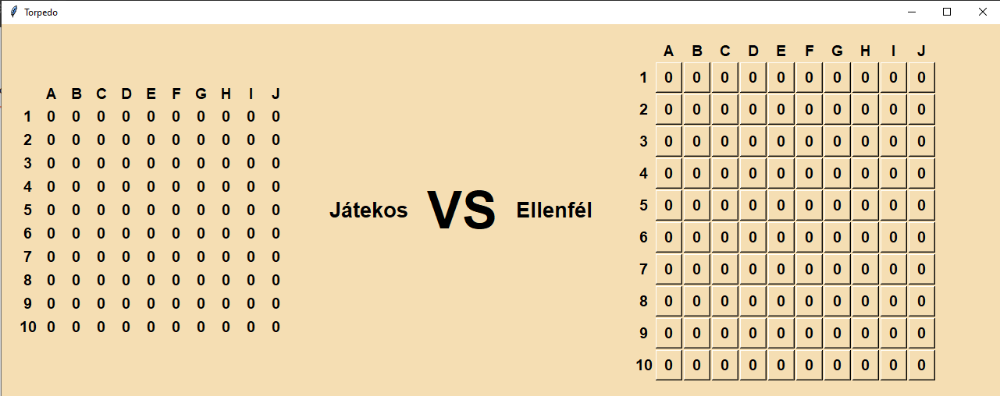 Torpedo
A B C D E F G H I J
1 0 0 0 0 0 0 0 0 0 0
2 0 0 0 0 0 0 0 0 0 0
3 0 0 0 0 0 0 0 0 0 0
4 0 0 0 0 0 0 0 0 0 0
5 0 0 0 0 0 0 0 0 0 0
6 0 0 0 0 0 0 0 0 0 0
7 0 0 0 0 0 0 0 0 0 0
8 0 0 0 0 0 0 0 0 0 0
9 0 0 0 0 0 0 0 0 0 0
10 0 0 0 0 0 0 0 0 0 0
Játekos VS Ellenfél
A B C D E F G H I J
1 0 0 0 0 0 0 0 0 0 0
2 0 0 0 0 0 0 0 0 0 0
3 0 0 0 0 0 0 0 0 0 0
4 0 0 0 0 0 0 0 0 0 0
5 0 0 0 0 0 0 0 0 0 0
6 0 0 0 0 0 0 0 0 0 0
7 0 0 0 0 0 0 0 0 0 0
8 0 0 0 0 0 0 0 0 0 0
9 0 0 0 0 0 0 0 0 0 0
10 0 0 0 0 0 0 0 0 0 0